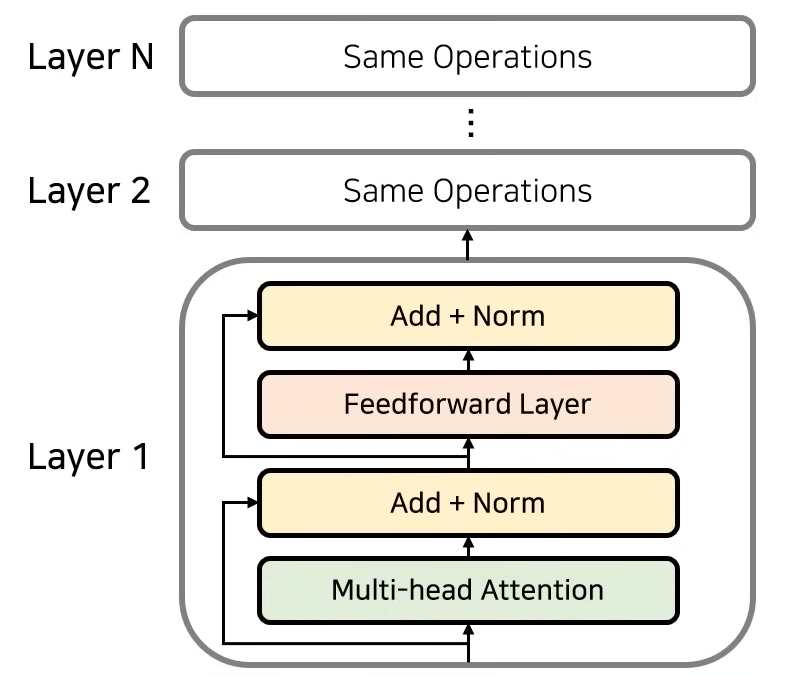 Layer N
Same Operations
Layer 2
Same Operations
Layer 1
Add + Norm
Feedforward Layer
Add + Norm
Multi-head Attention